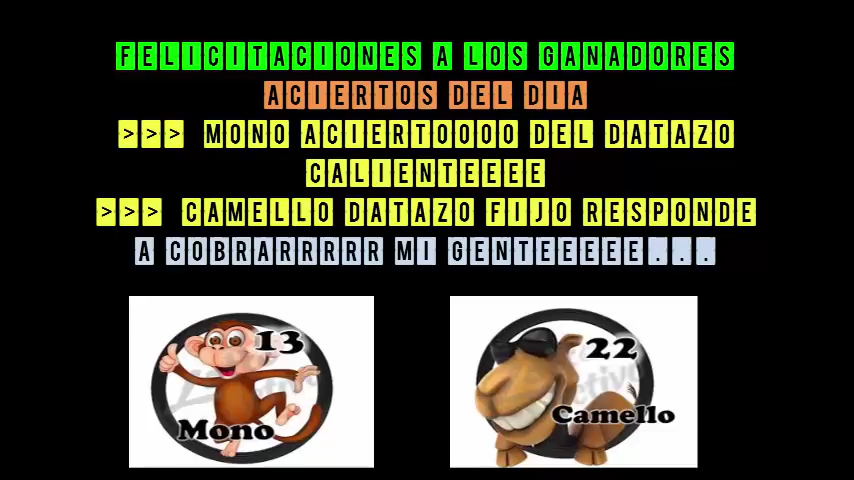 FELICITACIONES A LOS GANADORES
ACIERTOS DEL DIA
>>> MONO ACIERTOOOO DEL DATAZO
CALIENTEEEE
>>> CAMELLO DATAZO FIJO RESPONDE
A COBRARRRRR MI GENTEEEEE...
13
Mono
22
Camello